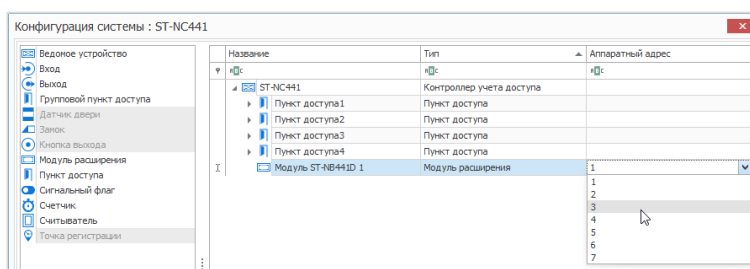 Конфигурация системы : ST-NC441
Ведомое устройство
Вход
Выход
Групповой пункт доступа
Датчик двери
Замок
Кнопка выхода
Модуль расширения
Пункт доступа
Сигнальный флаг
Счетчик
Считыватель
Точка регистрации
Название Тип Аппаратный адрес
ST-NC441 Контроллер учета доступа
Пункт доступа1 Пункт доступа
Пункт доступа2 Пункт доступа
Пункт доступа3 Пункт доступа
Пункт доступа4 Пункт доступа
Модуль ST-NB441D 1 Модуль расширения 1
1
2
3
4
5
6
7